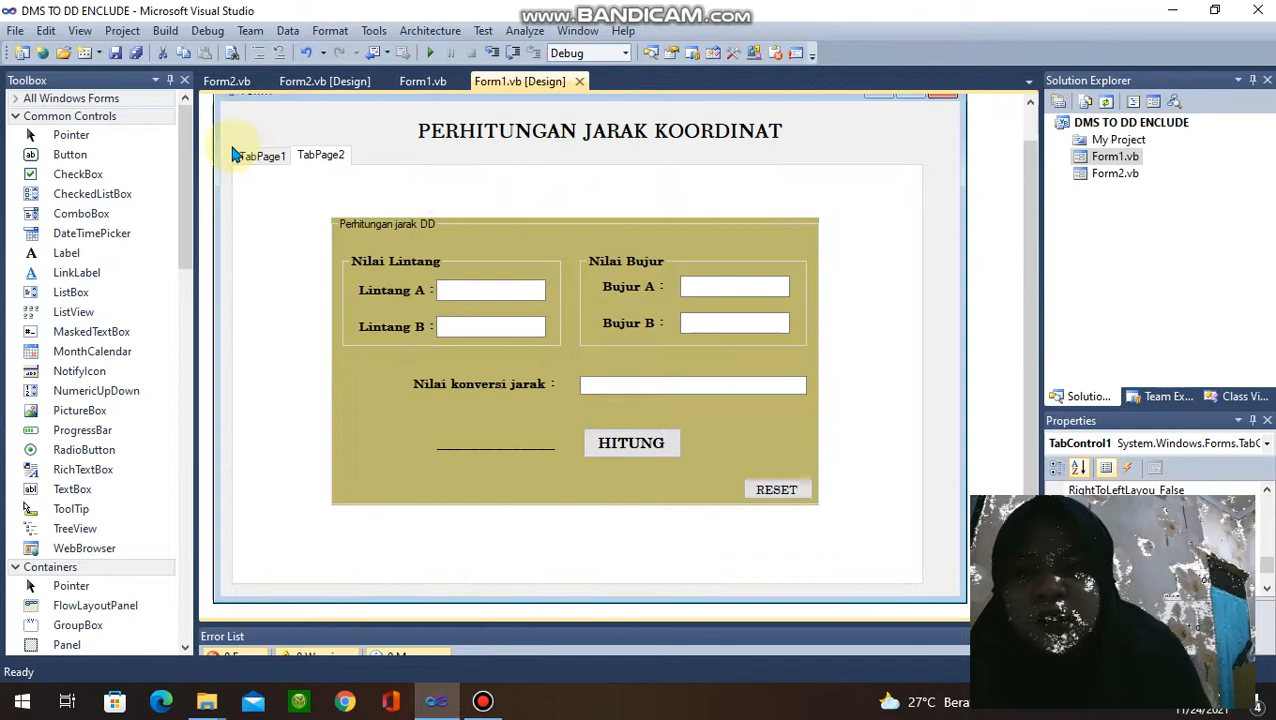 DMS TO DD ENCLUDE - Microsoft Visual Studio
www.BANDICAM.com
File Edit View Project Build Debug Team Data Format Tools Architecture Test Analyze Window Help
Debug
Toolbox
All Windows Forms
Common Controls
Pointer
Button
CheckBox
CheckedListBox
ComboBox
DateTimePicker
Label
LinkLabel
ListBox
ListView
MaskedTextBox
MonthCalendar
NotifyIcon
NumericUpDown
PictureBox
ProgressBar
RadioButton
RichTextBox
TextBox
ToolTip
TreeView
WebBrowser
Containers
Pointer
FlowLayoutPanel
GroupBox
Panel
Form2.vb Form2.vb [Design] Form1.vb Form1.vb [Design]
PERHITUNGAN JARAK KOORDINAT
TabPage1 TabPage2
Perhitungan jarak DD
Nilai Lintang
Lintang A :
Lintang B :
Nilai Bujur
Bujur A :
Bujur B :
Nilai konversi jarak :
HITUNG
RESET
Error List
Solution Explorer
DMS TO DD ENCLUDE
My Project
Form1.vb
Form2.vb
Solutio... Team Ex... Class Vi...
Properties
TabControl1 System.Windows.Forms.TabC
RightToLeftLayou False
Ready
27°C Bera
11/24/2021
4